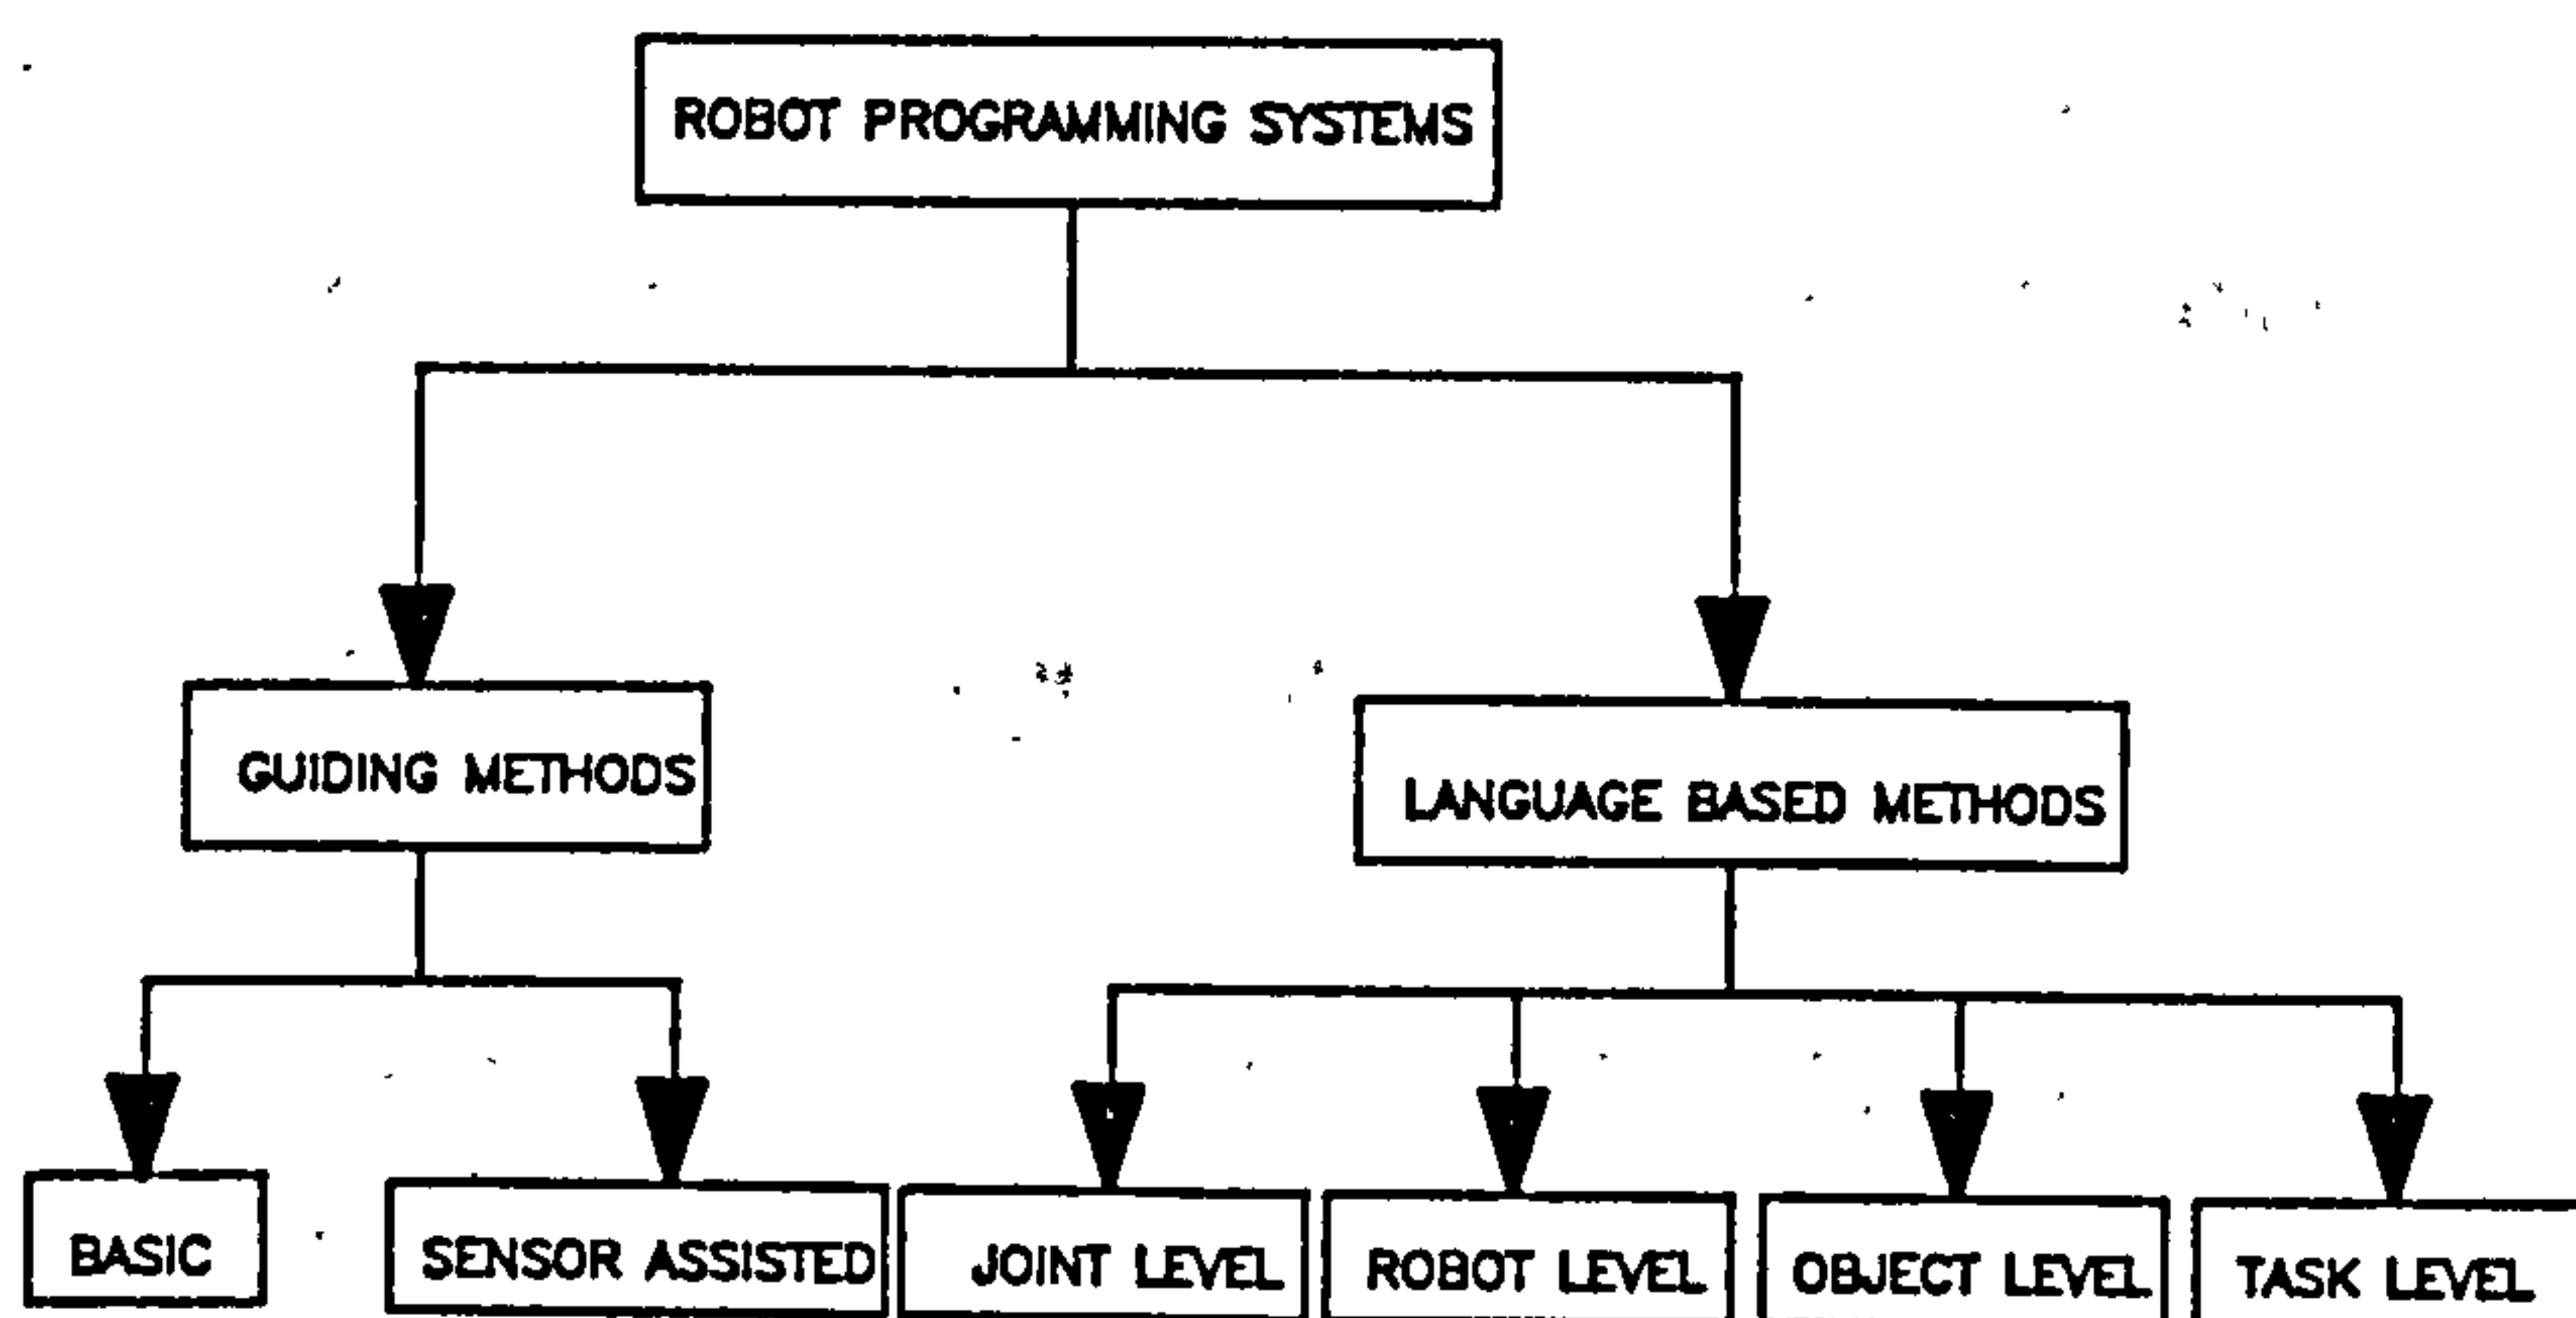 ROBOT PROGRAMMING SYSTEMS
GUIDING METHODS
LANGUAGE BASED METHODS
BASIC
SENSOR ASSISTED
JOINT LEVEL
ROBOT LEVEL
OBJECT LEVEL
TASK LEVEL